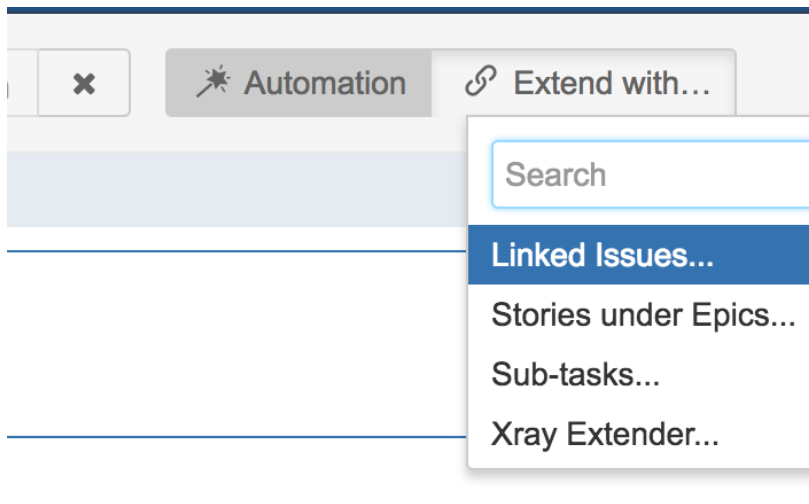 Automation
Extend with...
Search
Linked Issues...
Stories under Epics...
Sub-tasks...
Xray Extender...